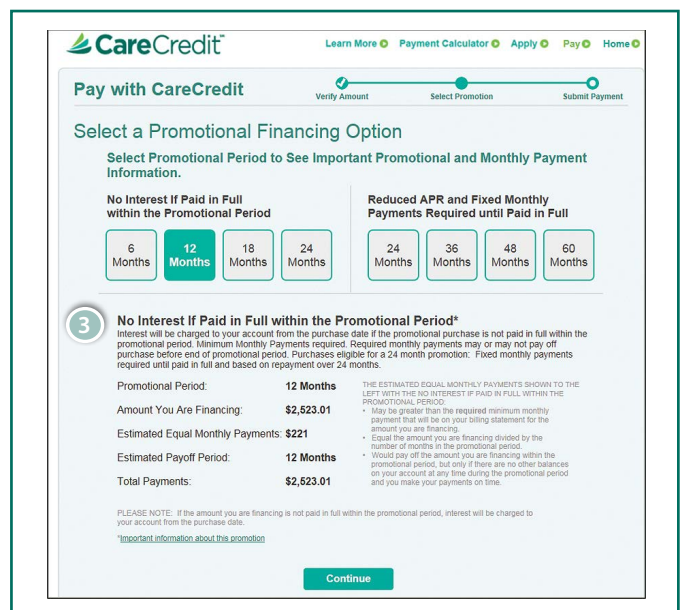 CareCredit
Learn More Payment Calculator Apply Pay Home
Pay with CareCredit
Verify Amount Select Promotion Submit Payment
Select a Promotional Financing Option
Select Promotional Period to See Important Promotional and Monthly Payment
Information.
No Interest If Paid in Full
within the Promotional Period
6
Months
12
Months
18
Months
24
Months
Reduced APR and Fixed Monthly
Payments Required until Paid in Full
24
Months
36
Months
48
Months
60
Months
3
No Interest If Paid in Full within the Promotional Period*
Interest will be charged to your account from the purchase date if the promotional purchase is not paid in full within the
promotional period. Minimum Monthly Payments required. Required monthly payments may or may not pay off
purchase before end of promotional period. Purchases eligible for a 24 month promotion: Fixed monthly payments
required until paid in full and based on repayment over 24 months.
Promotional Period: 12 Months
Amount You Are Financing: $2,523.01
Estimated Equal Monthly Payments: $221
Estimated Payoff Period: 12 Months
Total Payments: $2,523.01
THE ESTIMATED EQUAL MONTHLY PAYMENTS SHOWN TO THE
LEFT WITH THE NO INTEREST IF PAID IN FULL WITHIN THE
PROMOTIONAL PERIOD:
• May be greater than the required minimum monthly
payment that will be on your billing statement for the
amount you are financing.
• Equal the amount you are financing divided by the
number of months in the promotional period.
• Would pay off the amount you are financing within the
promotional period, but only if there are no other balances
on your account at any time during the promotional period
and you make your payments on time.
PLEASE NOTE: If the amount you are financing is not paid in full within the promotional period, interest will be charged to
your account from the purchase date.
*Important information about this promotion
Continue